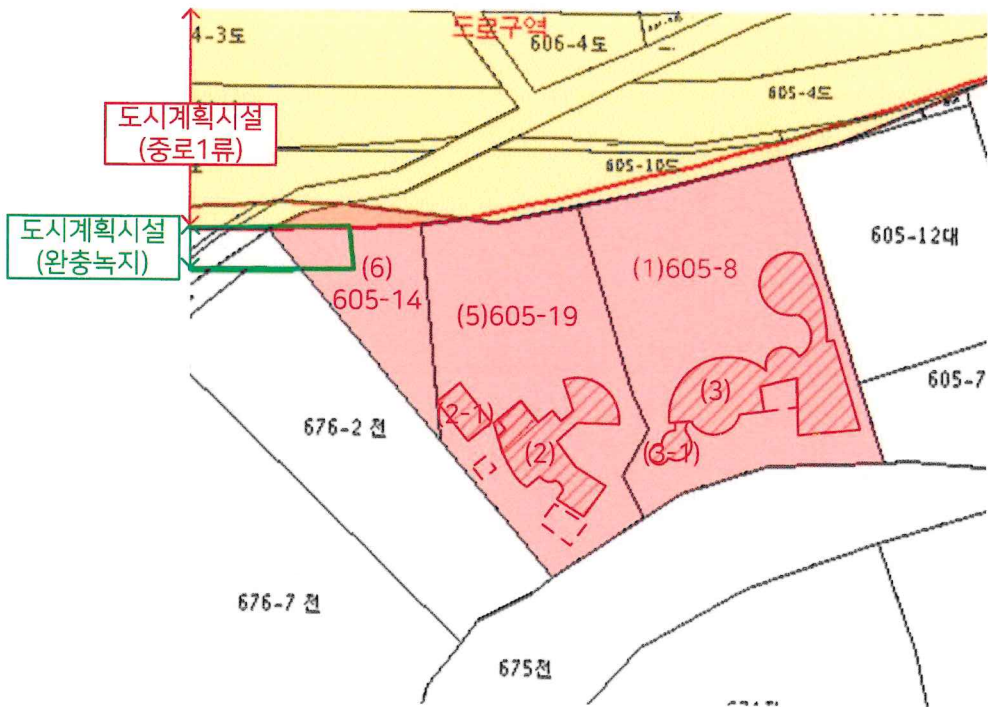 4-3도
도로구역
606-4도
605-4도
도시계획시설
(중로1류)
605-10도
도시계획시설
(완충녹지)
605-12대
(6)
605-14
(1)605-8
(5)605-19
605-7
(2-1)
(3)
676-2 전
(2)
(3-1)
676-7 전
675전